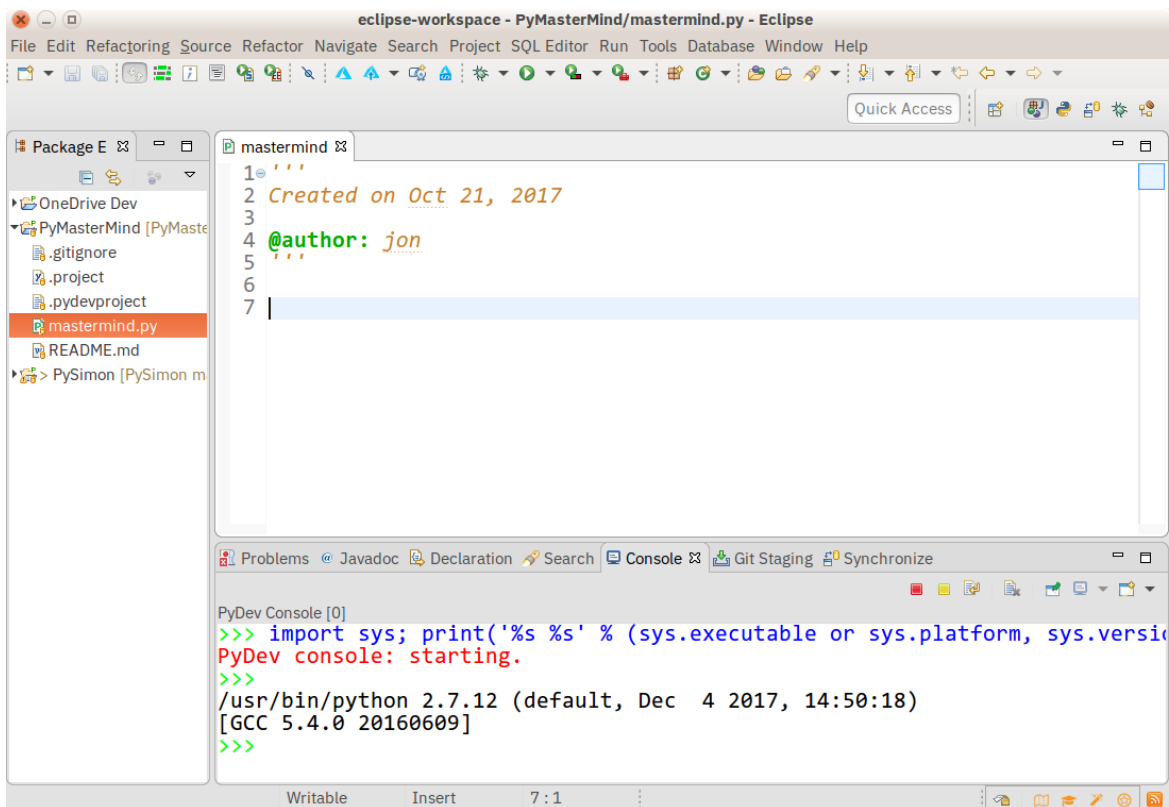 eclipse-workspace - PyMasterMind/mastermind.py - Eclipse
File Edit Refactoring Source Refactor Navigate Search Project SQL Editor Run Tools Database Window Help
Quick Access
Package E
OneDrive Dev
PyMasterMind [PyMaste
.gitignore
.project
.pydevproject
mastermind.py
README.md
> PySimon [PySimon m
mastermind
1 '''
2 Created on Oct 21, 2017
3
4 @author: jon
5 '''
6
7
Problems @ Javadoc Declaration Search Console Git Staging Synchronize
PyDev Console [0]
>>> import sys; print('%s %s' % (sys.executable or sys.platform, sys.versi
PyDev console: starting.
>>>
/usr/bin/python 2.7.12 (default, Dec  4 2017, 14:50:18)
[GCC 5.4.0 20160609]
>>>
Writable Insert 7 : 1